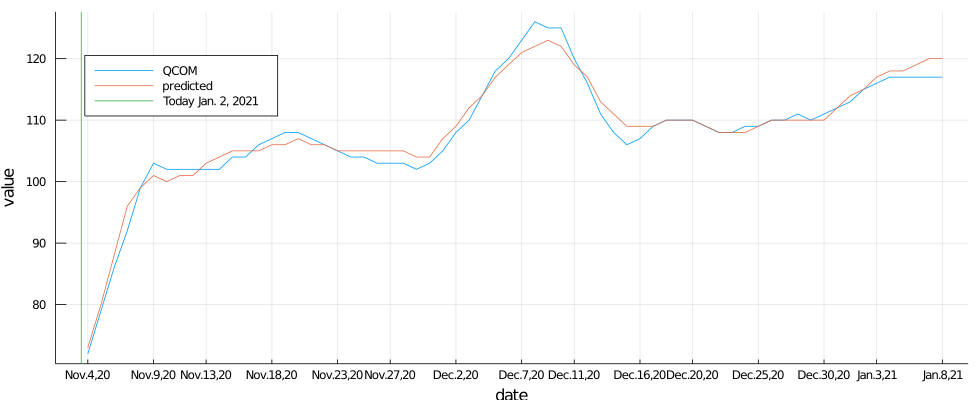 120
110
100
90
80
value
QCOM
predicted
Today Jan. 2, 2021
Nov.4,20 Nov.9,20 Nov.13,20 Nov.18,20 Nov.23,20 Nov.27,20 Dec.2,20 Dec.7,20 Dec.11,20 Dec.16,20 Dec.20,20 Dec.25,20 Dec.30,20 Jan.3,21 Jan.8,21
date